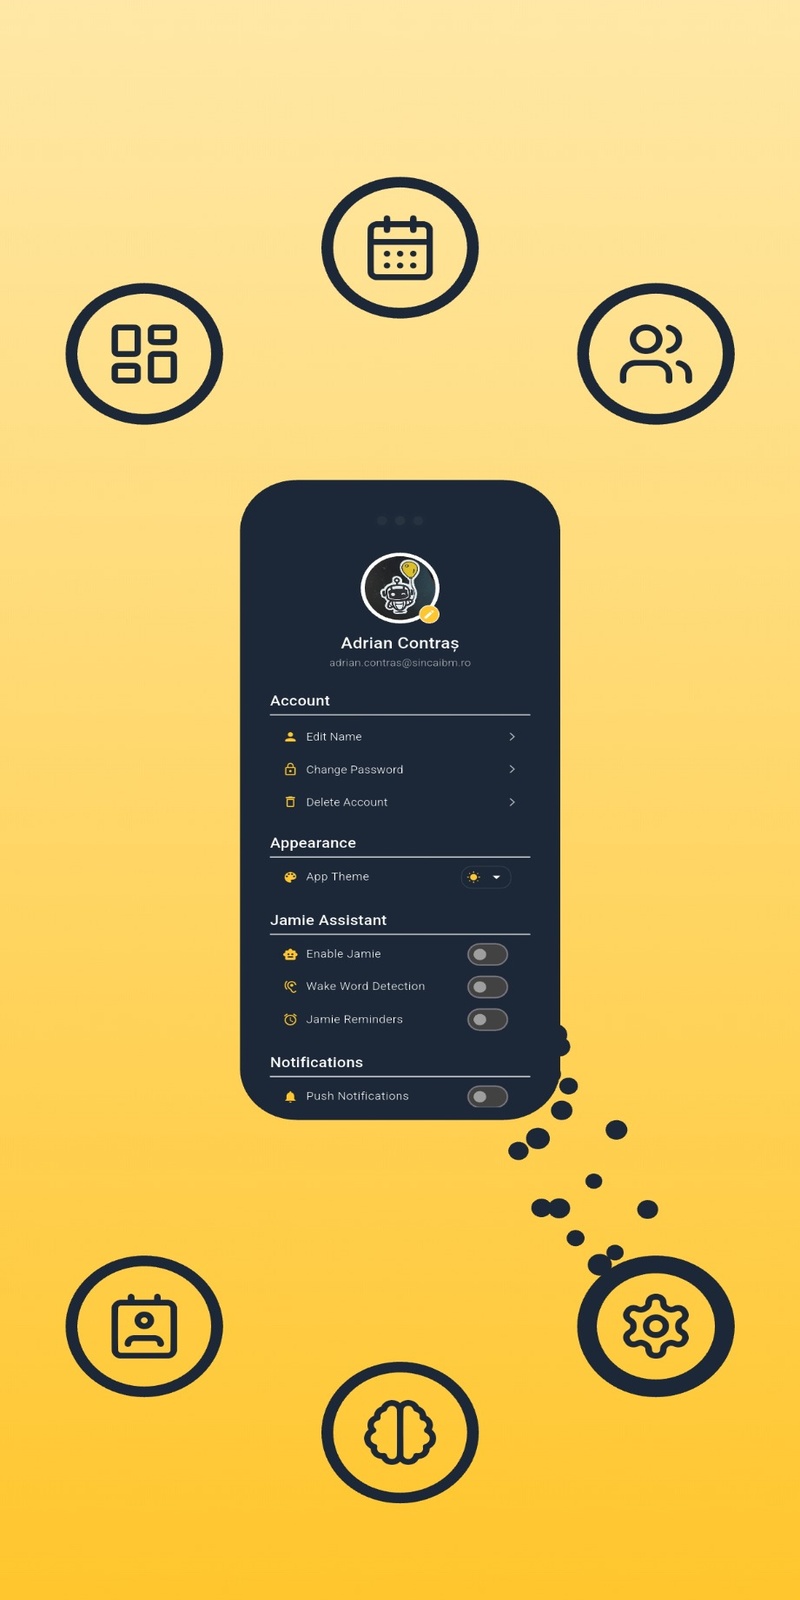 Adrian Contraș
adrian.contras@sincaibm.ro
Account
Edit Name
Change Password
Delete Account
Appearance
App Theme
Jamie Assistant
Enable Jamie
Wake Word Detection
Jamie Reminders
Notifications
Push Notifications